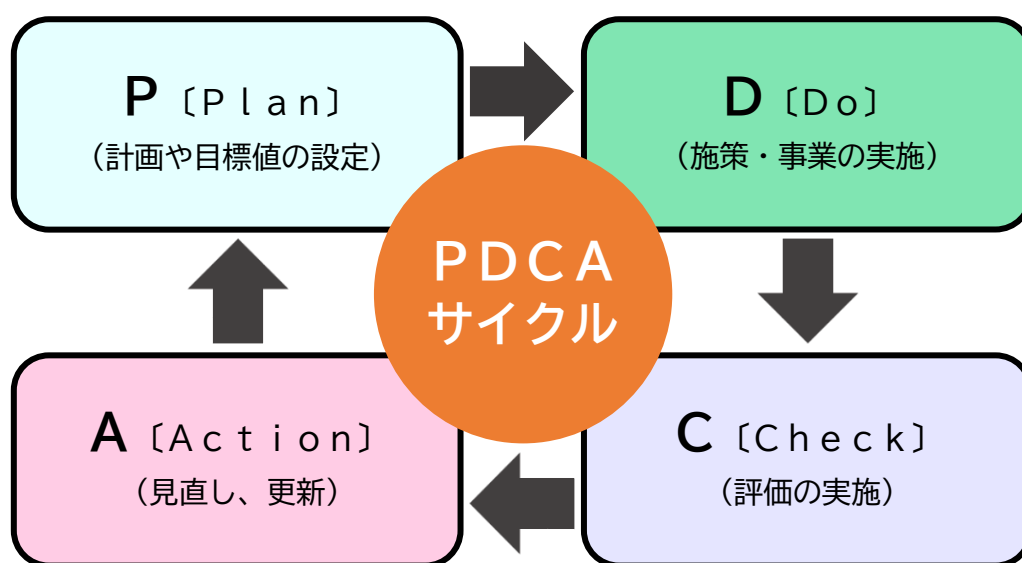 P〔Plan〕
（計画や目標値の設定）
D〔Do〕
（施策・事業の実施）
PDCA
サイクル
A〔Action〕
（見直し、更新）
C〔Check〕
（評価の実施）